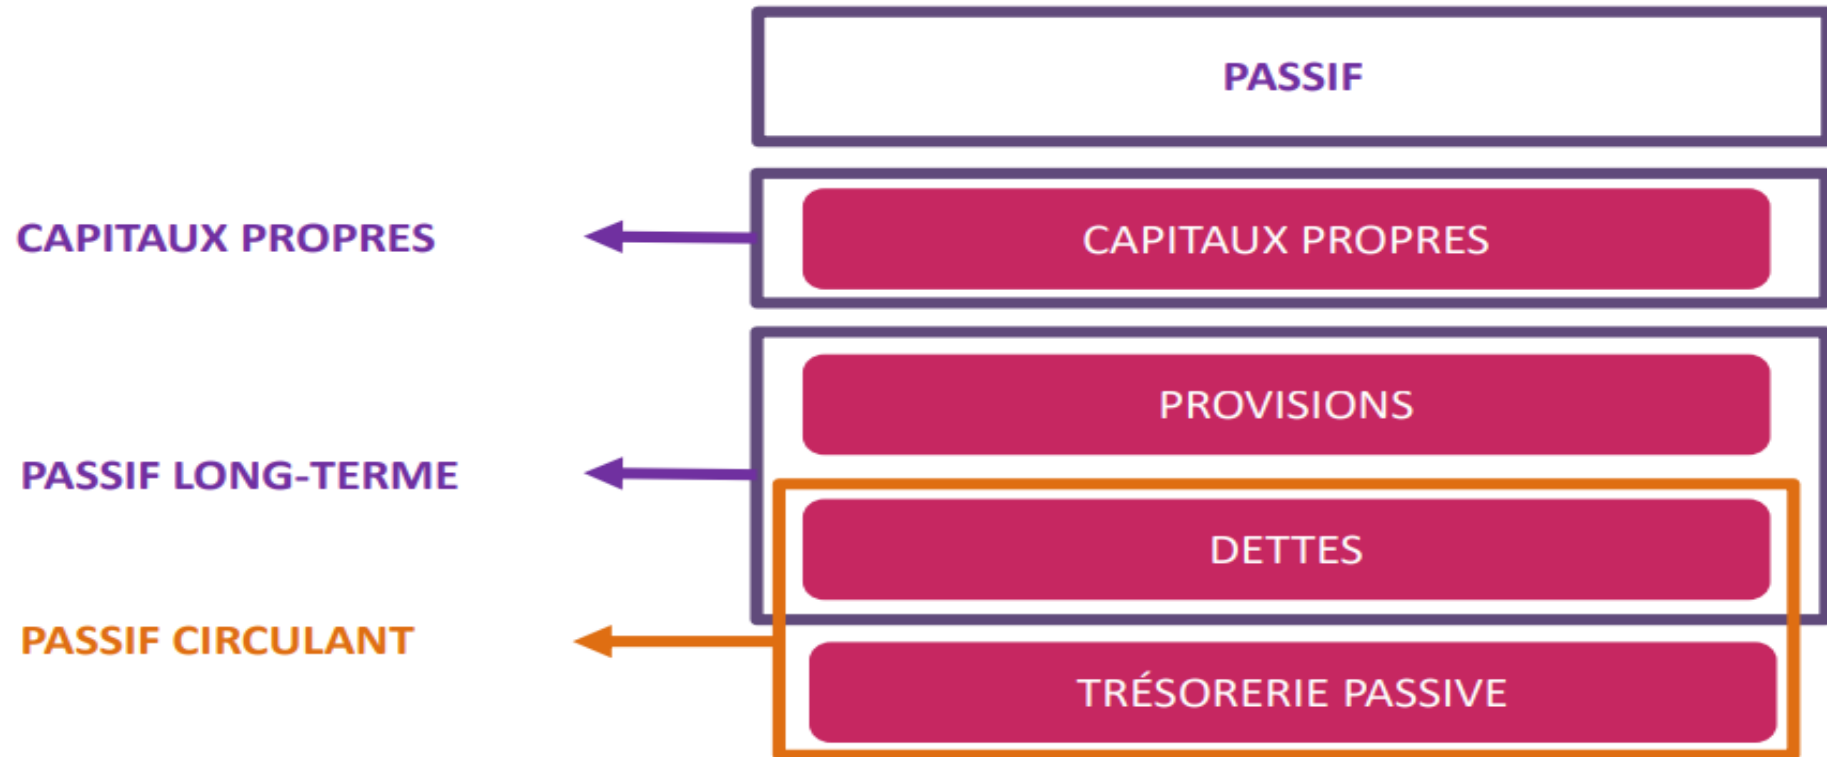 PASSIF
CAPITAUX PROPRES
CAPITAUX PROPRES
PROVISIONS
PASSIF LONG-TERME
DETTES
PASSIF CIRCULANT
TRÉSORERIE PASSIVE